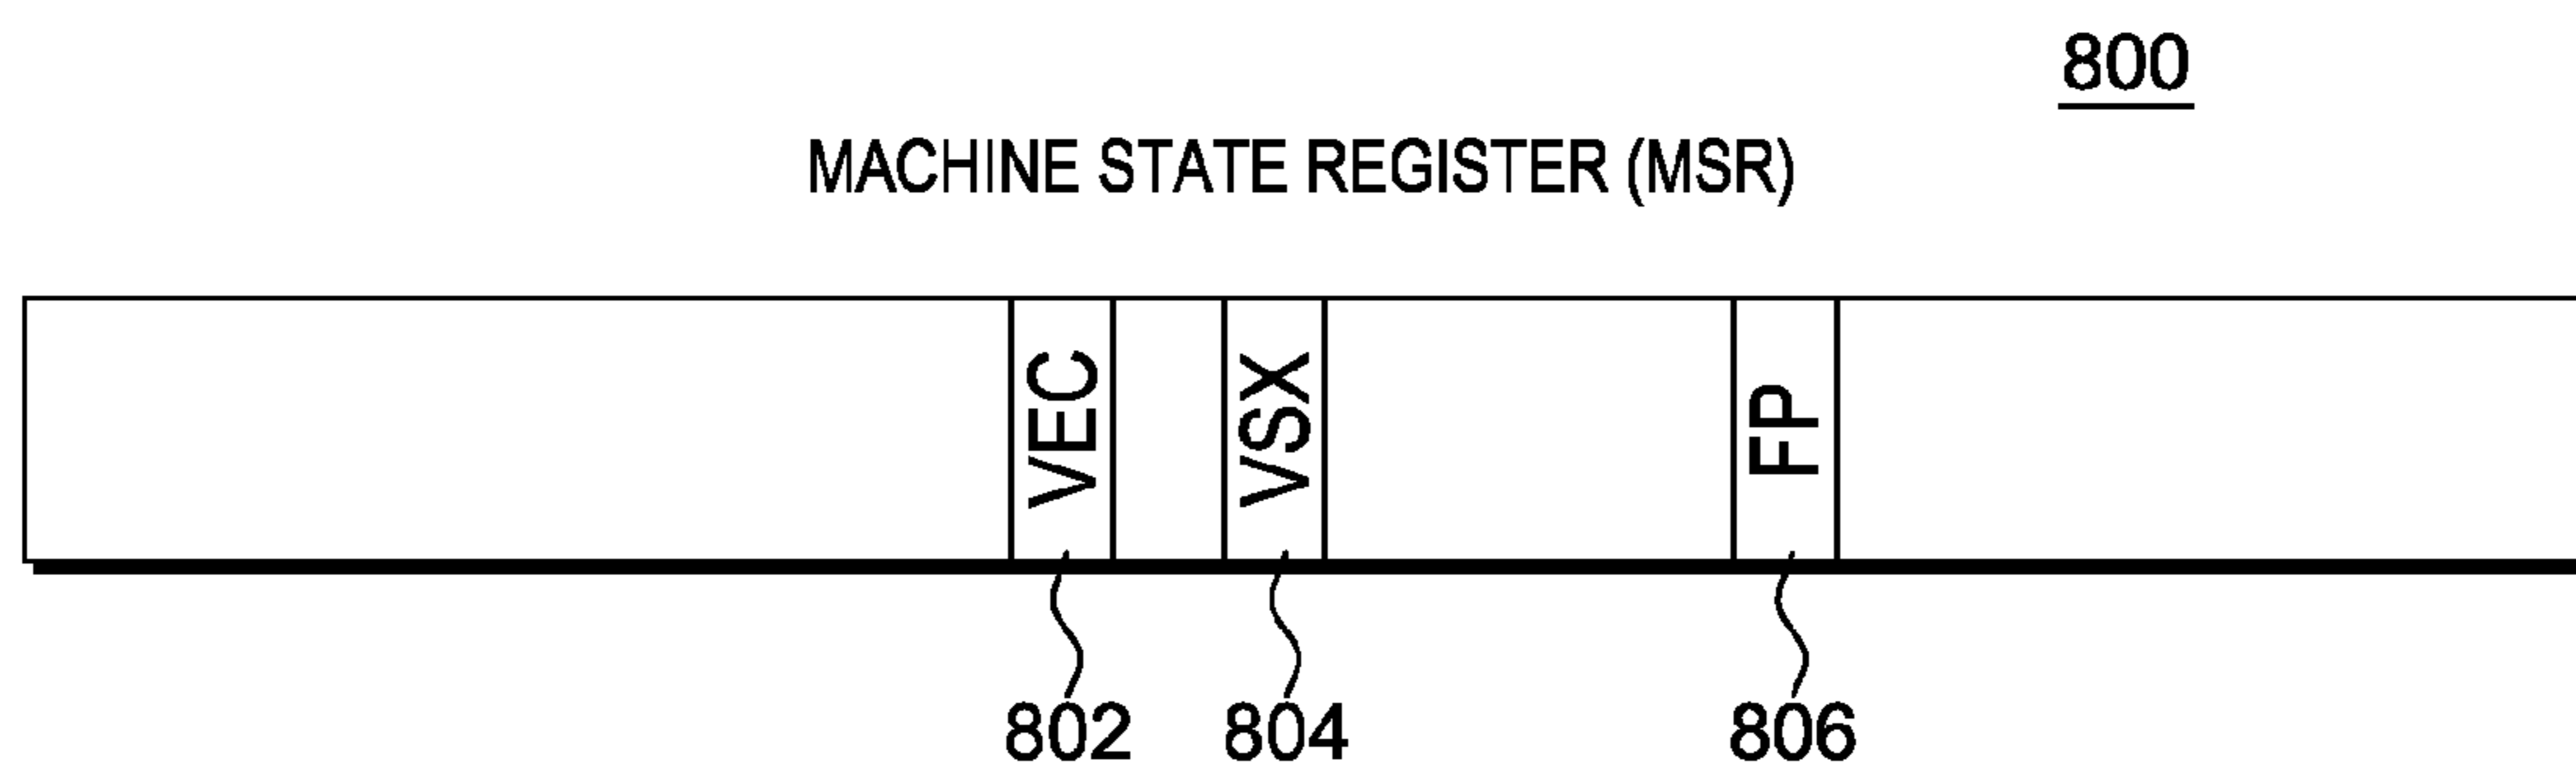 800
MACHINE STATE REGISTER (MSR)
VEC
VSX
FP
802
804
806